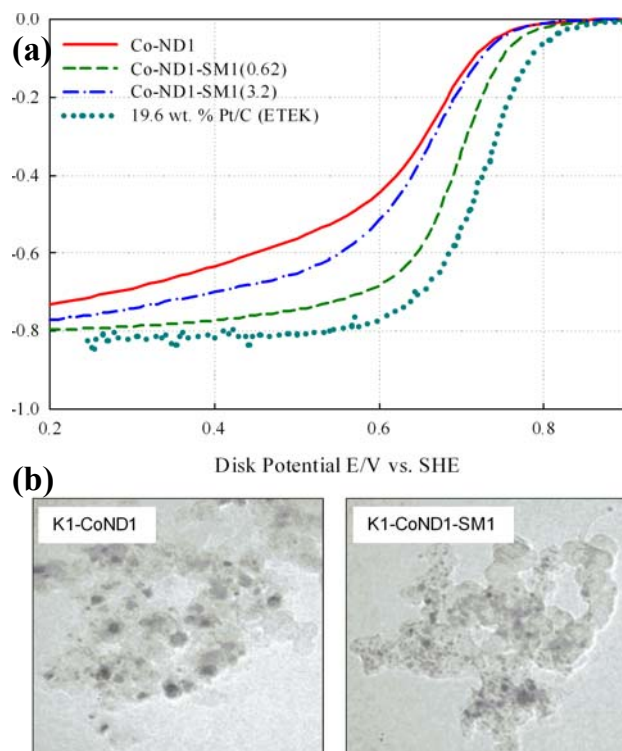 (a)
0.0
-0.2
-0.4
-0.6
-0.8
-1.0
Co-ND1
Co-ND1-SM1(0.62)
Co-ND1-SM1(3.2)
19.6 wt. % Pt/C (ETEK)
0.2 0.4 0.6 0.8
Disk Potential E/V vs. SHE
(b)
K1-CoND1
K1-CoND1-SM1